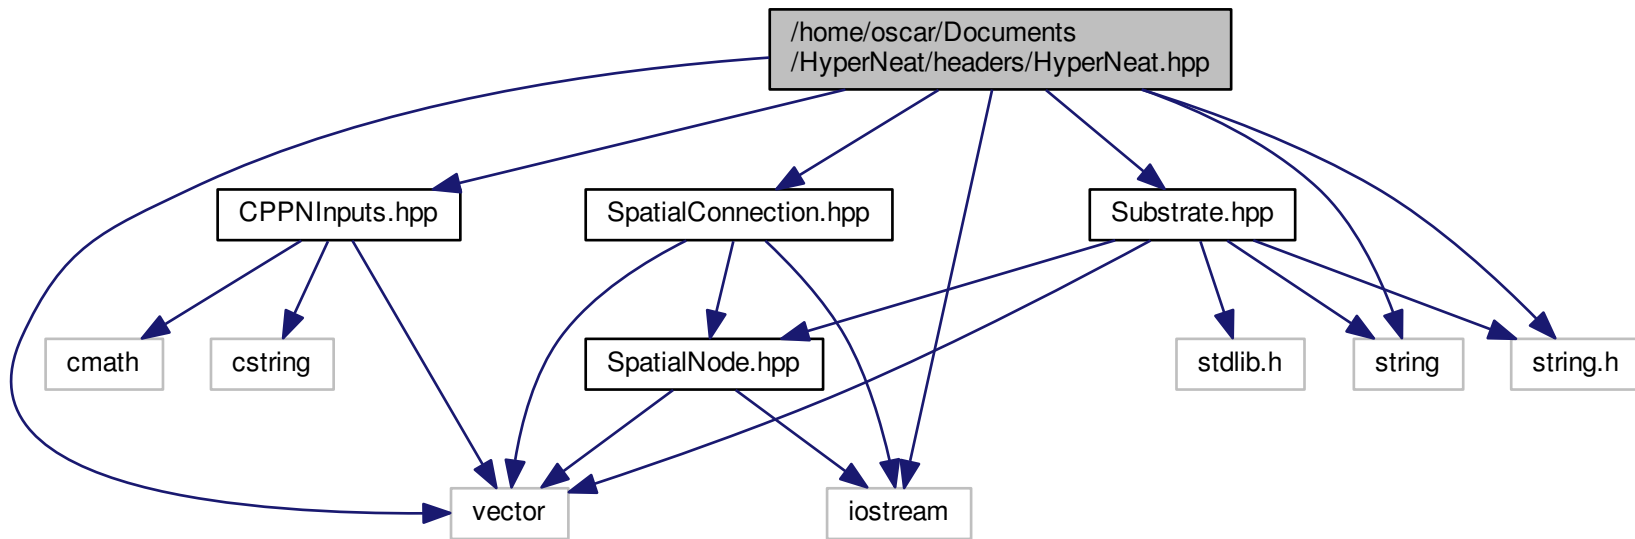 /home/oscar/Documents
/HyperNeat/headers/HyperNeat.hpp
CPPNInputs.hpp
SpatialConnection.hpp
Substrate.hpp
cmath
cstring
SpatialNode.hpp
stdlib.h
string
string.h
vector
iostream